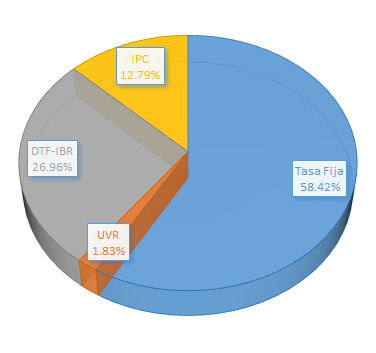 IPC
12.79%
DTF-IBR
26.96%
Tasa Fija
58.42%
UVR
1.83%